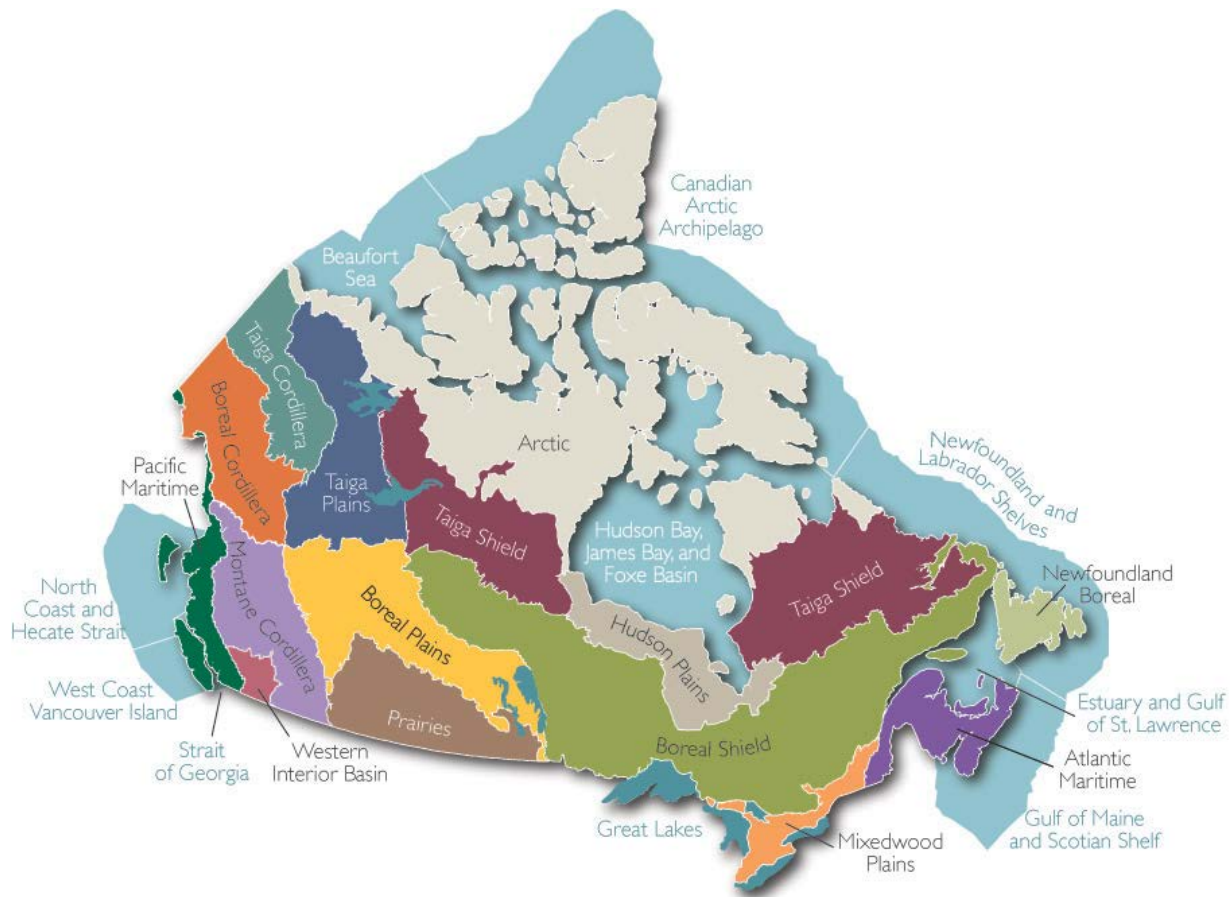 Canadian
Arctic
Archipelago
Beaufort
Sea
Taiga Cordillera
Boreal Cordillera
Pacific
Maritime
Taiga
Plains
Arctic
Newfoundland and
Labrador Shelves
Taiga Shield
Hudson Bay,
James Bay, and
Foxe Basin
Taiga Shield
Newfoundland
Boreal
North
Coast and
Hecate Strait
Montane Cordillera
Boreal Plains
Hudson Plains
West Coast
Vancouver Island
Prairies
Estuary and Gulf
of St. Lawrence
Strait
of Georgia
Western
Interior Basin
Boreal Shield
Atlantic
Maritime
Great Lakes
Mixedwood
Plains
Gulf of Maine
and Scotian Shelf